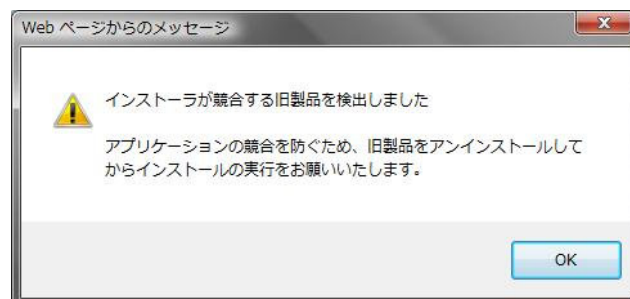 Web ページからのメッセージ
インストーラが競合する旧製品を検出しました
アプリケーションの競合を防ぐため、旧製品をアンインストールして
からインストールの実行をお願いいたします。
OK